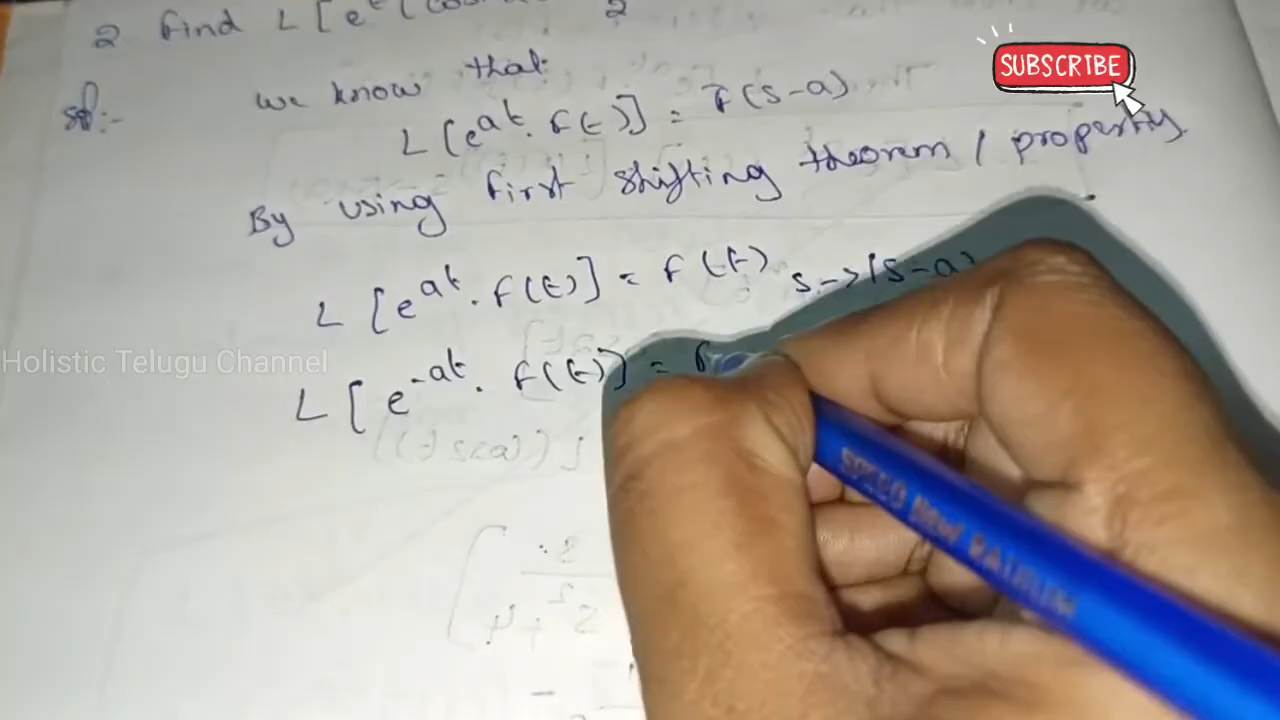 2 Find L[e
SUBSCRIBE
Sol:- we know that
L[e^at. f(t)] = F(s-a)
By using first shifting theorem / property
L[e^at. f(t)] = F(t) s->(s-a)
Holistic Telugu Channel
L[e^-at. f(t)] =